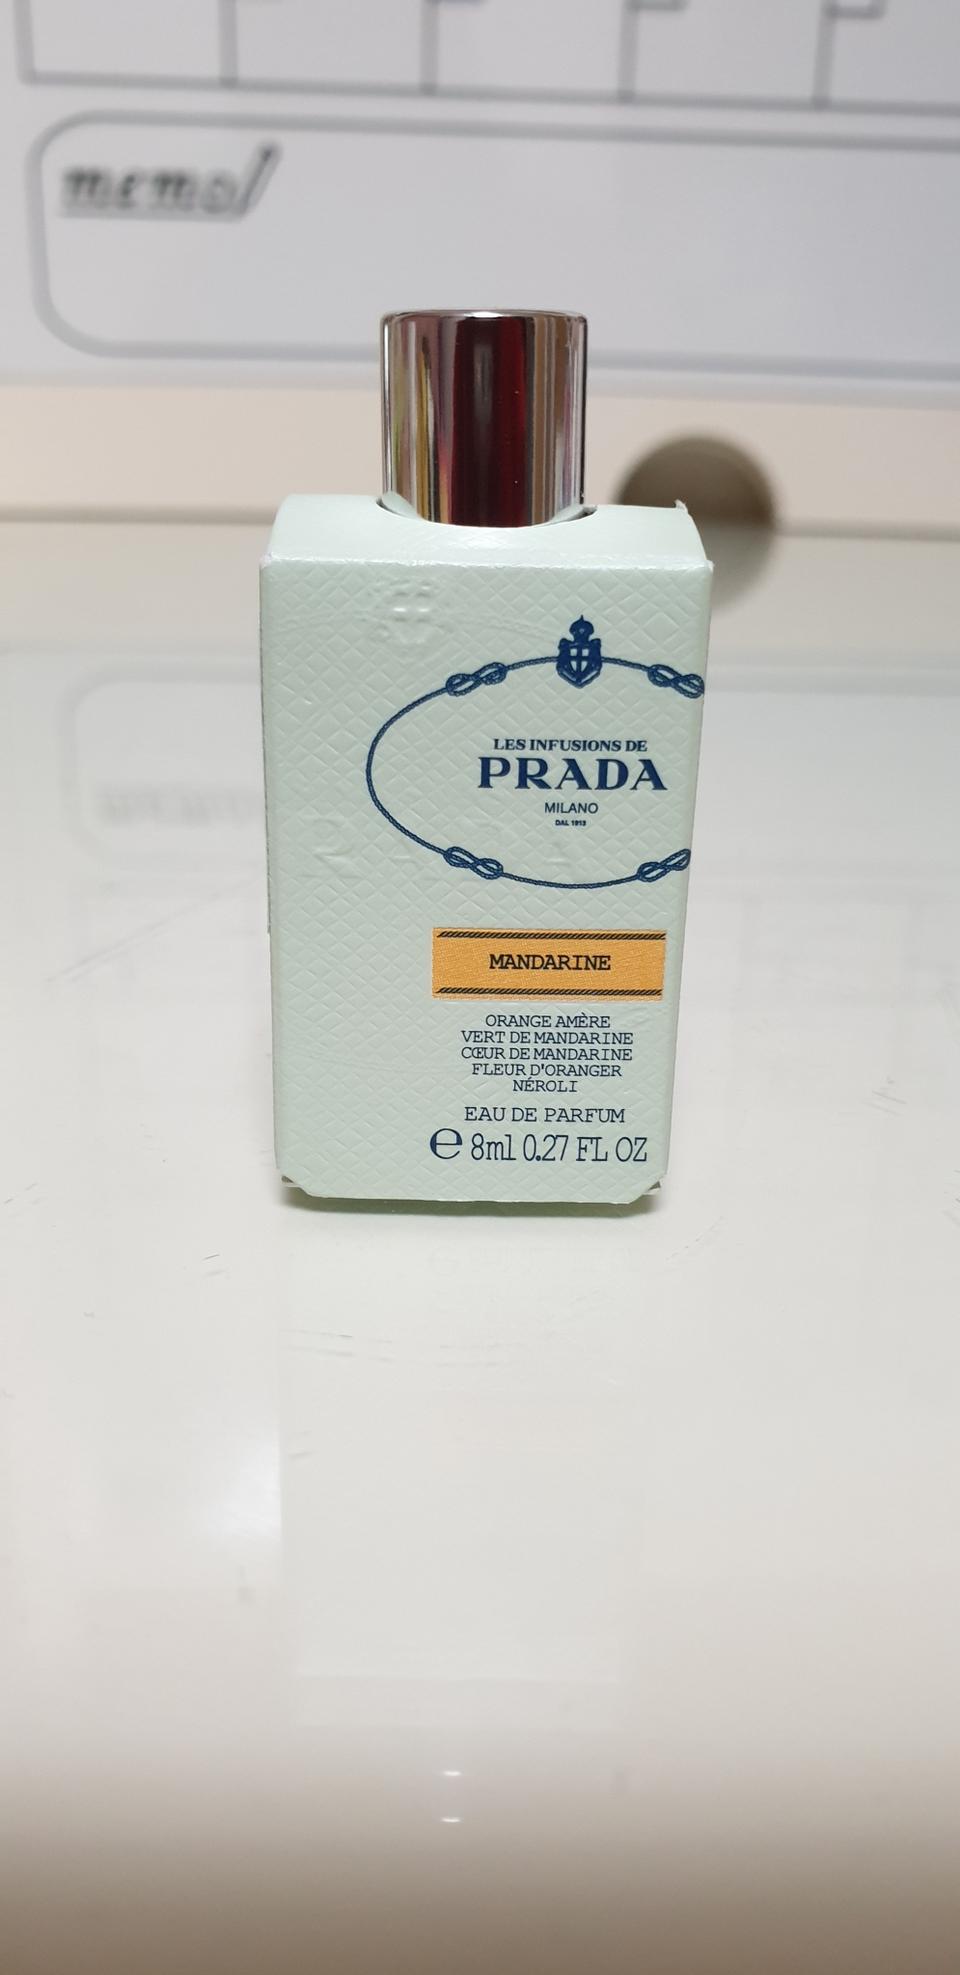 memo!
LES INFUSIONS DE
PRADA
MILANO
DAL 1913
MANDARINE
ORANGE AMÈRE
VERT DE MANDARINE
CŒUR DE MANDARINE
FLEUR D'ORANGER
NÉROLI
EAU DE PARFUM
℮ 8ml 0.27 FL OZ